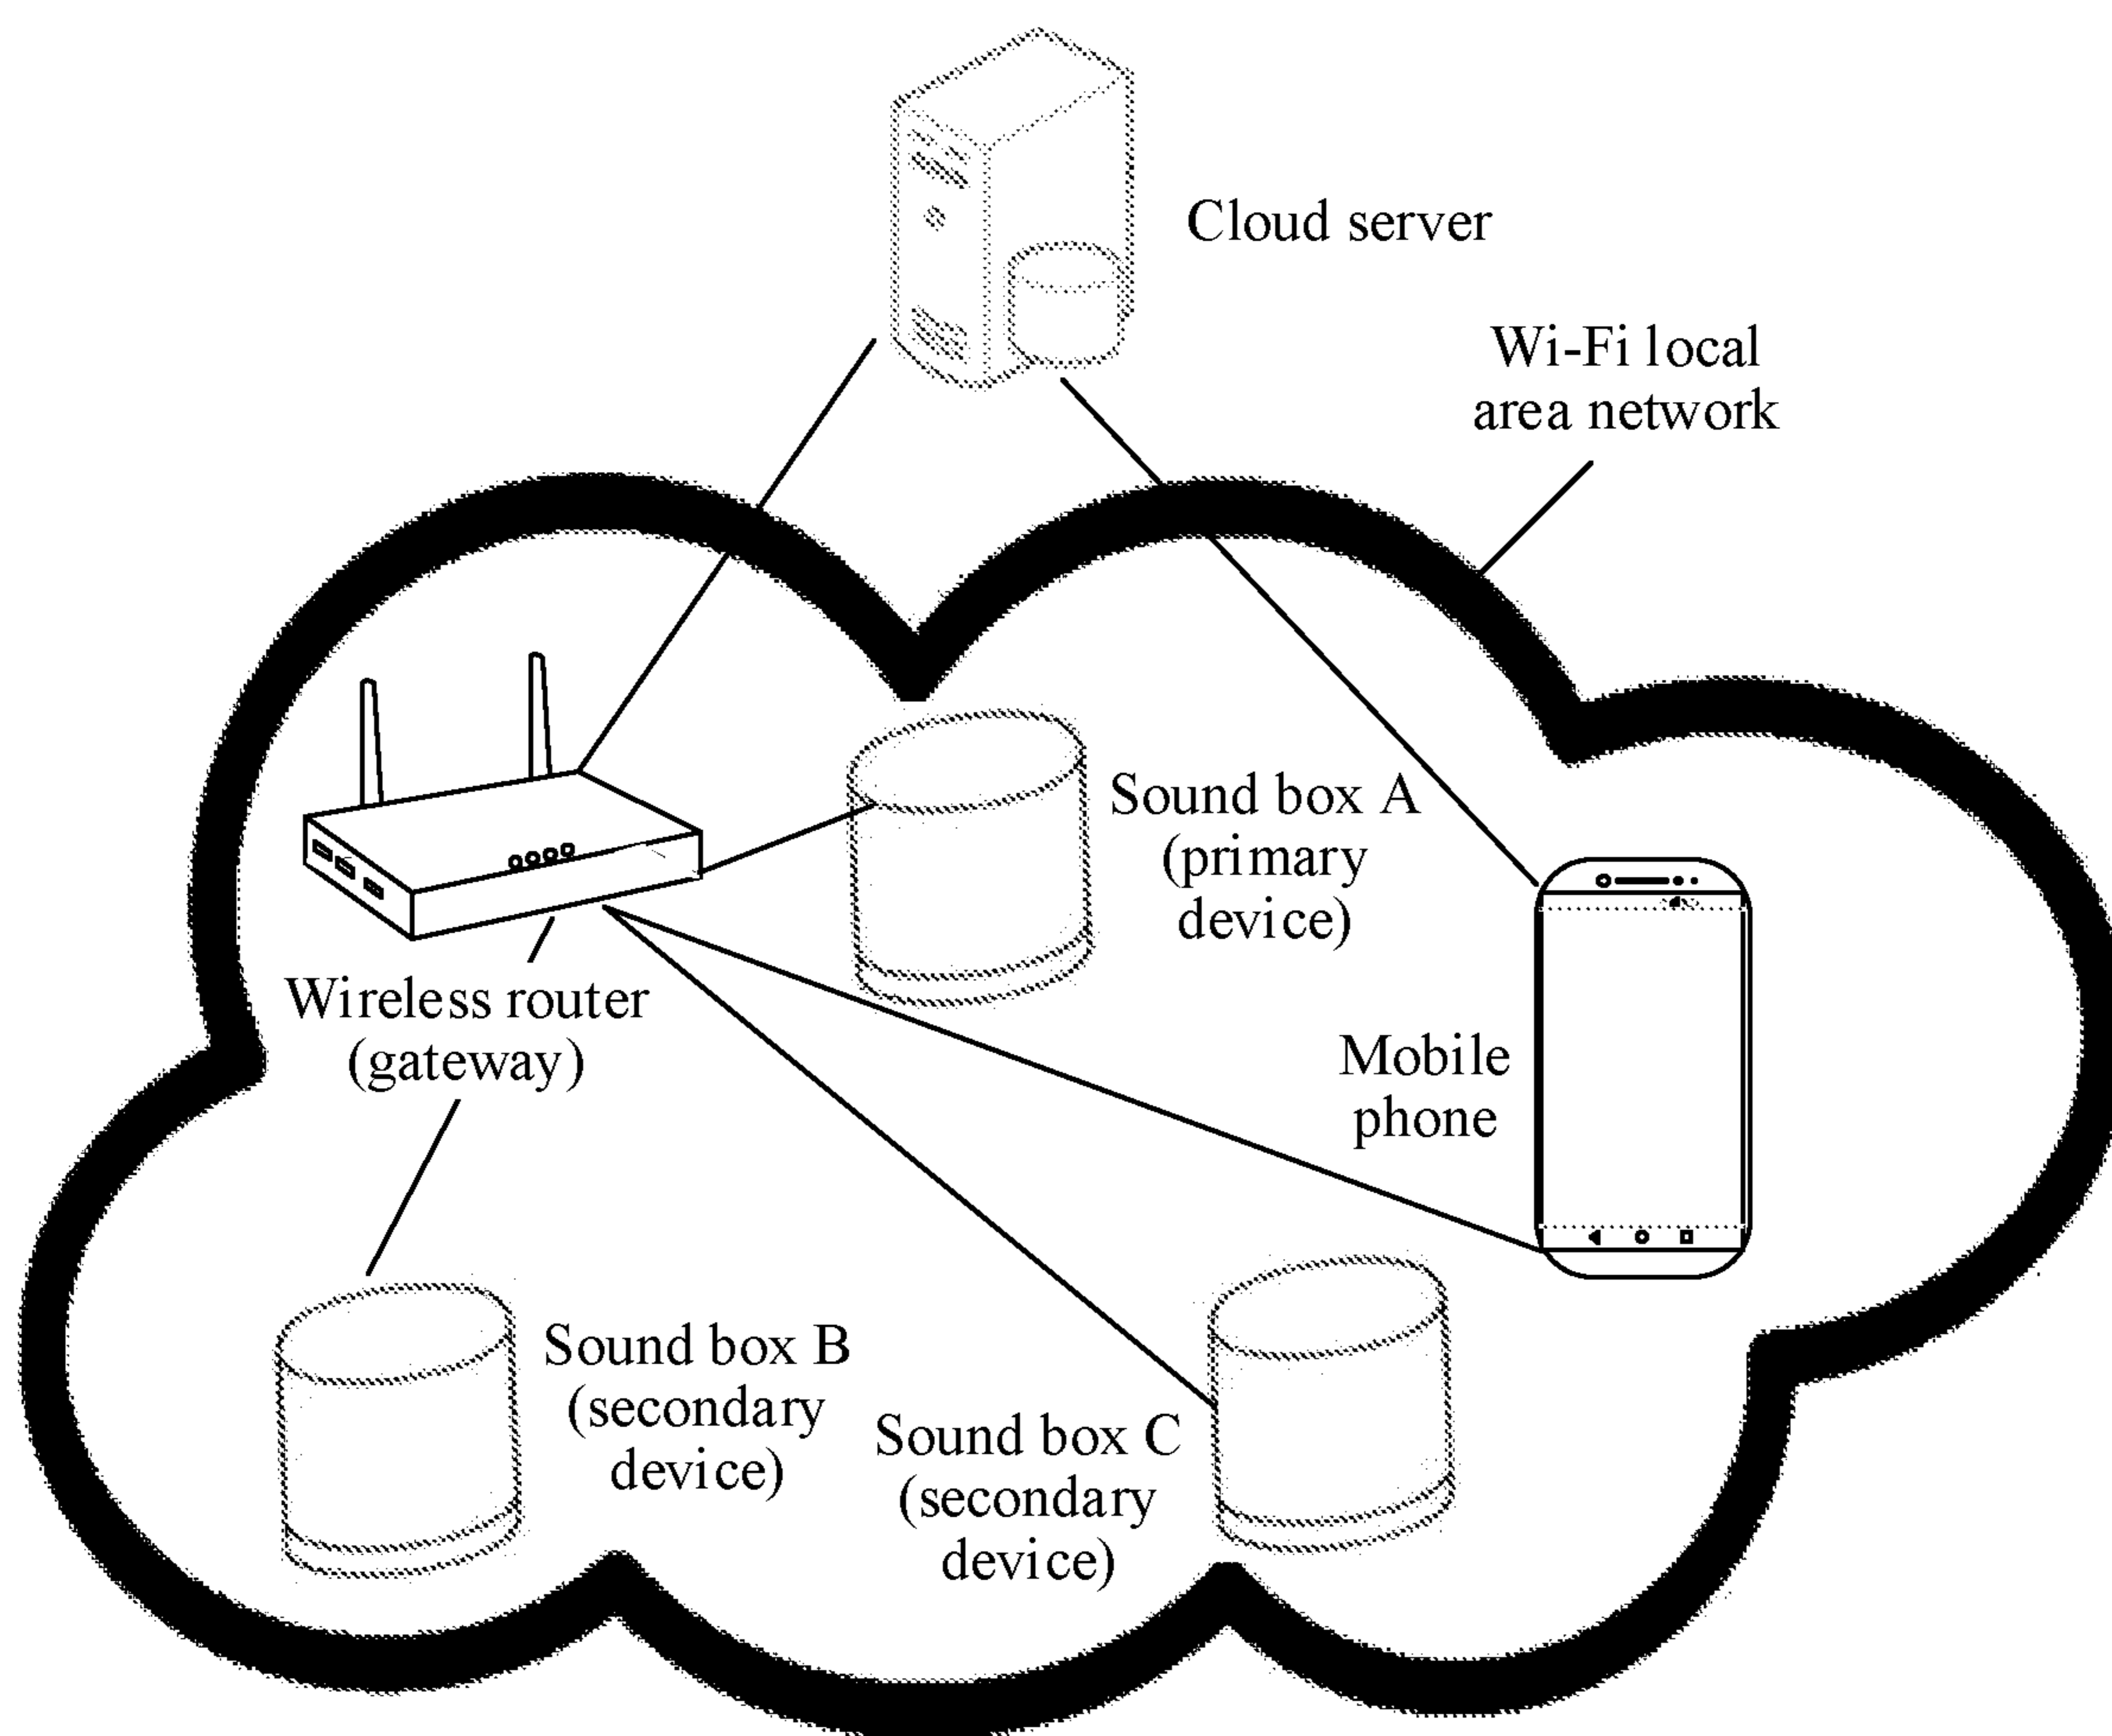 Cloud server
Wi-Fi local
area network
Sound box A
(primary
device)
Wireless router
(gateway)
Mobile
phone
Sound box B
(secondary
device)
Sound box C
(secondary
device)